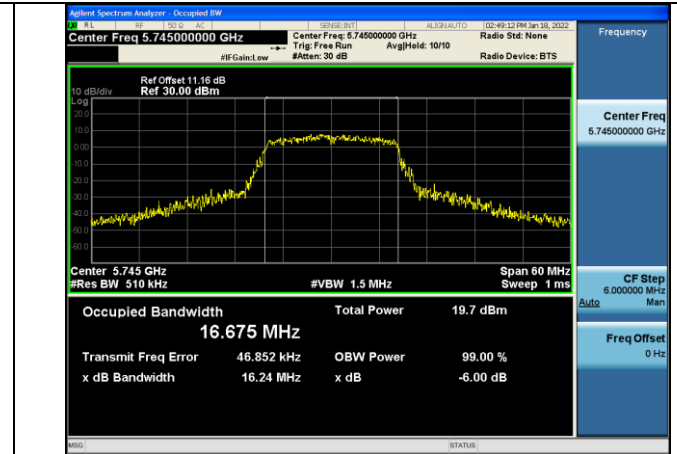 Agilent Spectrum Analyzer - Occupied BW
RL RF 50 Ω AC SENSE:INT ALIGNAUTO 02:49:12 PM Jan 18, 2022
Center Freq 5.745000000 GHz
Center Freq: 5.745000000 GHz
Radio Std: None
Trig: Free Run Avg|Hold: 10/10
#IFGain:Low #Atten: 30 dB Radio Device: BTS
Ref Offset 11.16 dB
10 dB/div Ref 30.00 dBm
Log
20.0
10.0
0.00
-10.0
-20.0
-30.0
-40.0
-50.0
-60.0
Center 5.745 GHz Span 60 MHz
#Res BW 510 kHz #VBW 1.5 MHz Sweep 1 ms
Occupied Bandwidth Total Power 19.7 dBm
16.675 MHz
Transmit Freq Error 46.852 kHz OBW Power 99.00 %
x dB Bandwidth 16.24 MHz x dB -6.00 dB
MSG STATUS
Frequency
Center Freq
5.745000000 GHz
CF Step
6.000000 MHz
Auto Man
Freq Offset
0 Hz